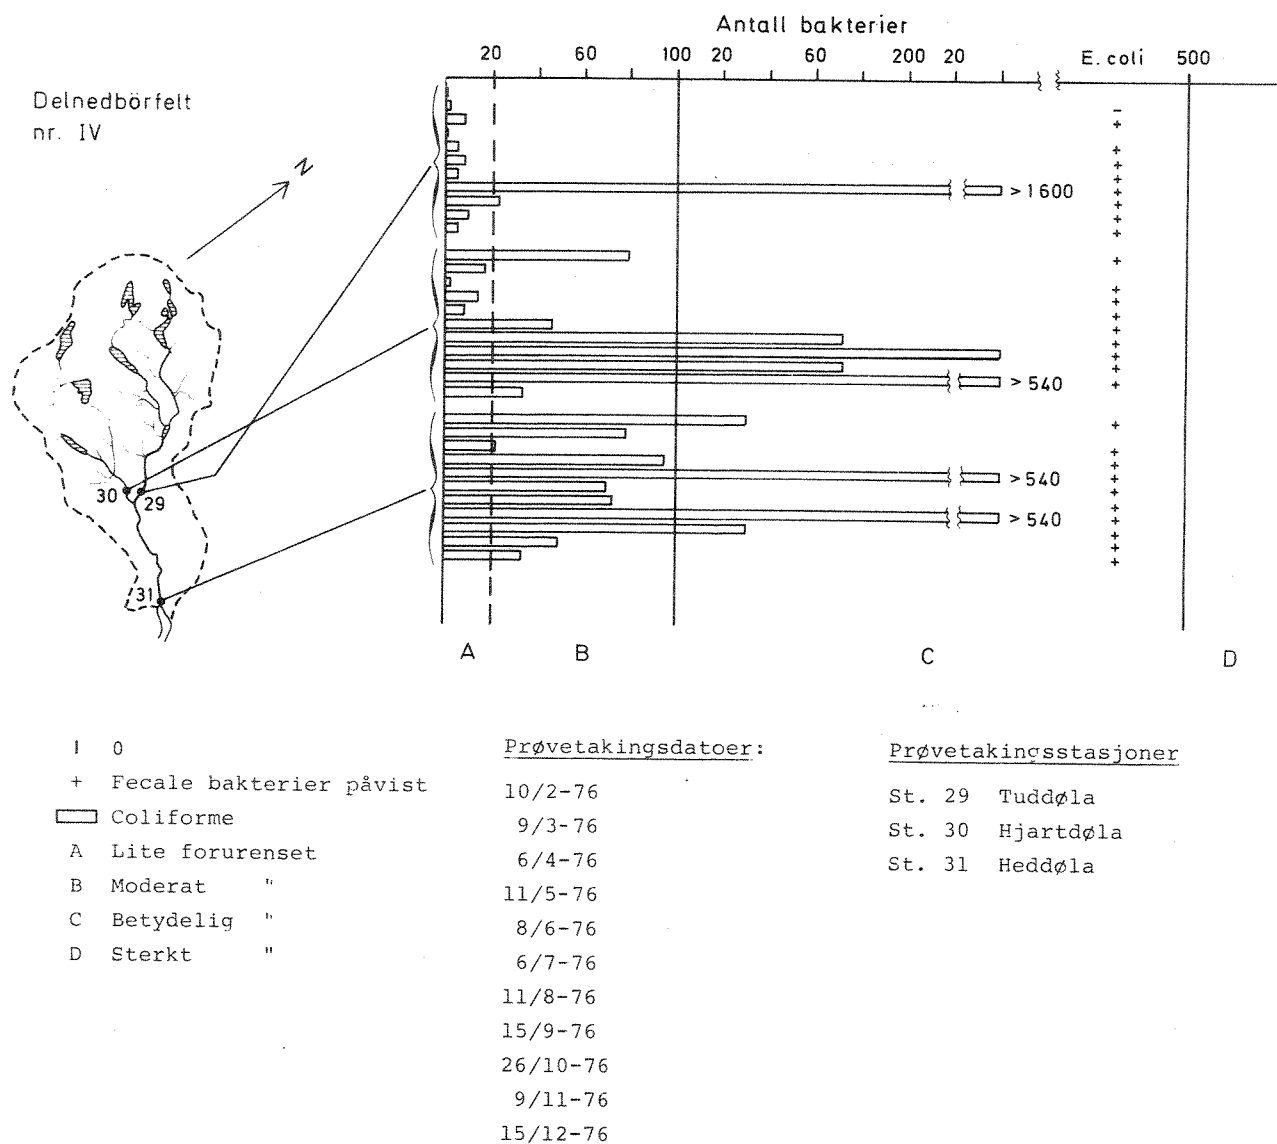 Antall bakterier
20 60 100 20 60 200 20 E. coli 500
Delnedbörfelt
nr. IV
N
-
+
+
+
+
+
> 1600
+
+
+
+
+
+
+
+
+
+
+
+
> 540
+
+
+
+
> 540
+
+
+
> 540
+
+
+
+
30
29
31
A B C D
I 0
+ Fecale bakterier påvist
Coliforme
A Lite forurenset
B Moderat "
C Betydelig "
D Sterkt "
Prøvetakingsdatoer:
10/2-76
9/3-76
6/4-76
11/5-76
8/6-76
6/7-76
11/8-76
15/9-76
26/10-76
9/11-76
15/12-76
Prøvetakingsstasjoner
St. 29 Tuddøla
St. 30 Hjartdøla
St. 31 Heddøla